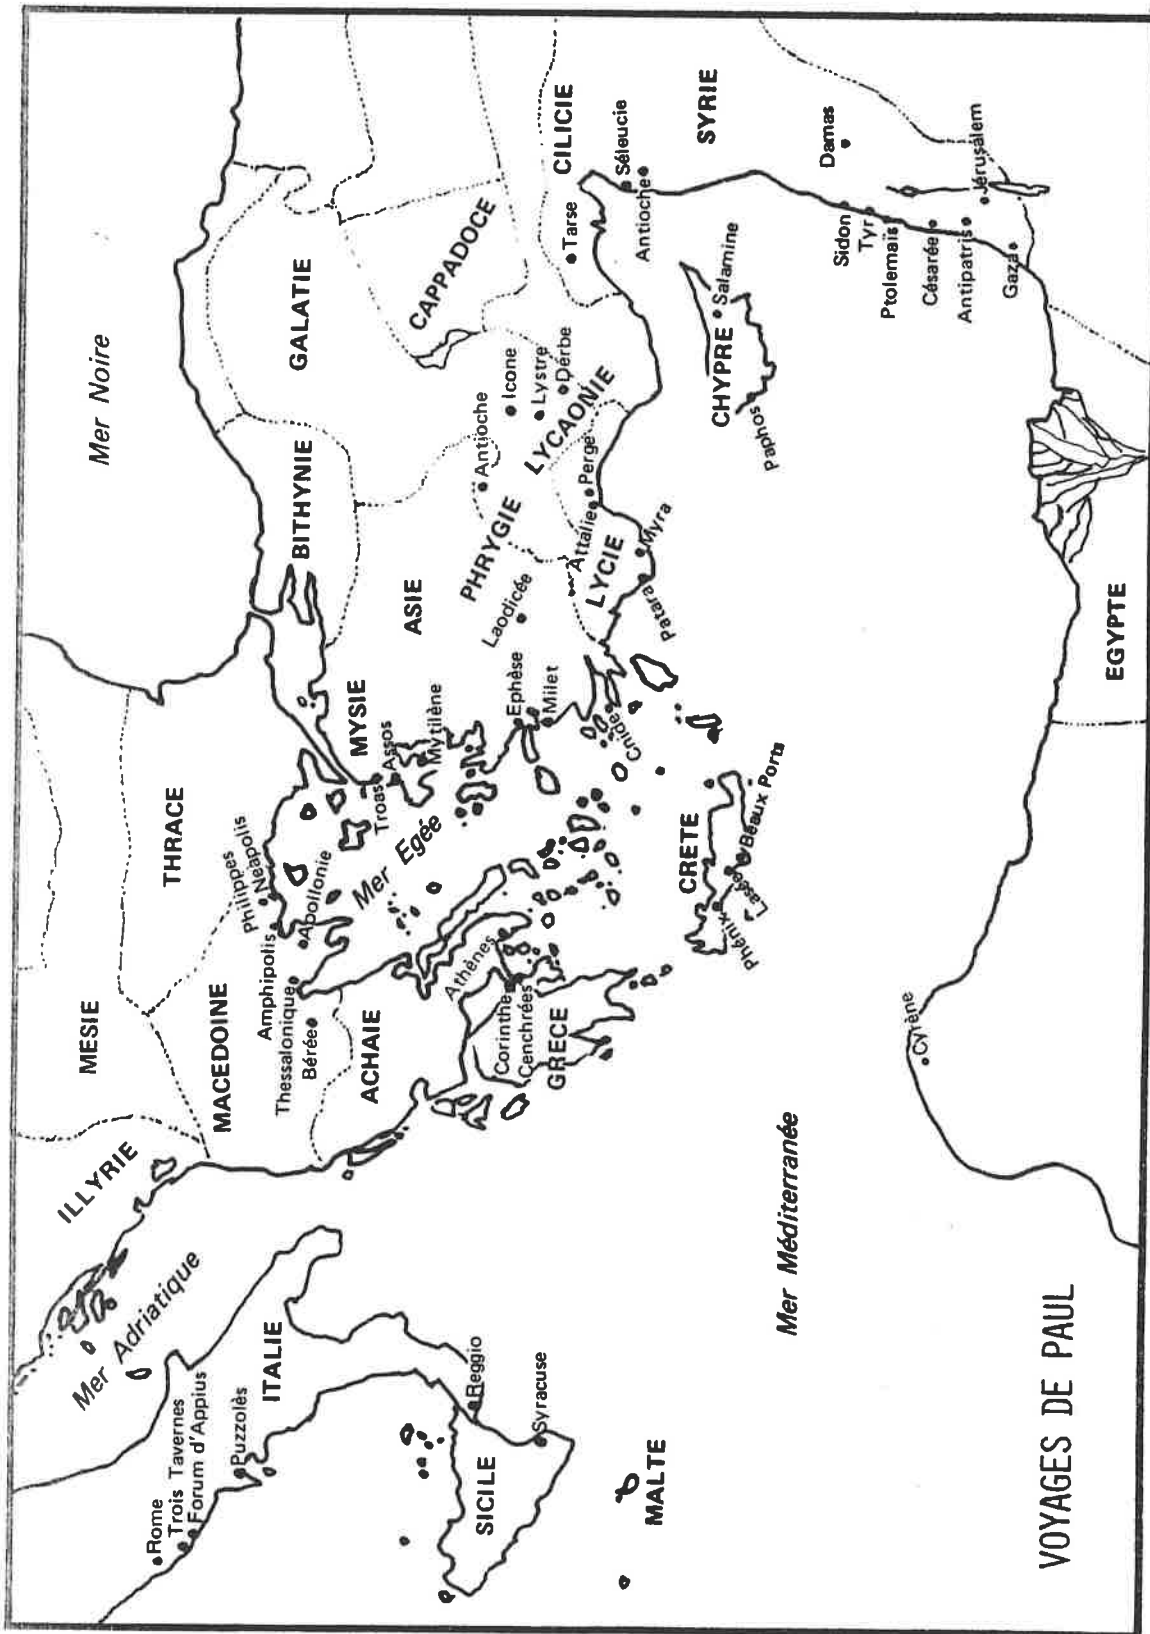 Mer Noire
MESIE
THRACE
ILLYRIE
MACEDOINE
Mer Adriatique
Philippes
Neapolis
Amphipolis
Apollonie
Thessalonique
Bérée
ACHAIE
BITHYNIE
GALATIE
CAPPADOCE
MYSIE
ASIE
Troas
Assos
Mytilène
Mer Egée
Rome
Trois Tavernes
Forum d'Appius
Puzzolès
ITALIE
Reggio
SICILE
Syracuse
MALTE
Athènes
Corinthe
Cenchrées
GRECE
PHRYGIE
Antioche
Icone
Lystre
Derbe
LYCAONIE
Laodicée
Ephèse
Milet
Cnide
Attalie
Perge
LYCIE
Patara
Myra
CILICIE
Tarse
Séleucie
Antioche
SYRIE
CHYPRE
Salamine
Paphos
CRETE
Phénix
Lasée
Beaux Ports
Damas
Sidon
Tyr
Ptolemaïs
Césarée
Antipatris
Jérusalem
Gaza
Mer Méditerranée
Cyrène
EGYPTE
VOYAGES DE PAUL